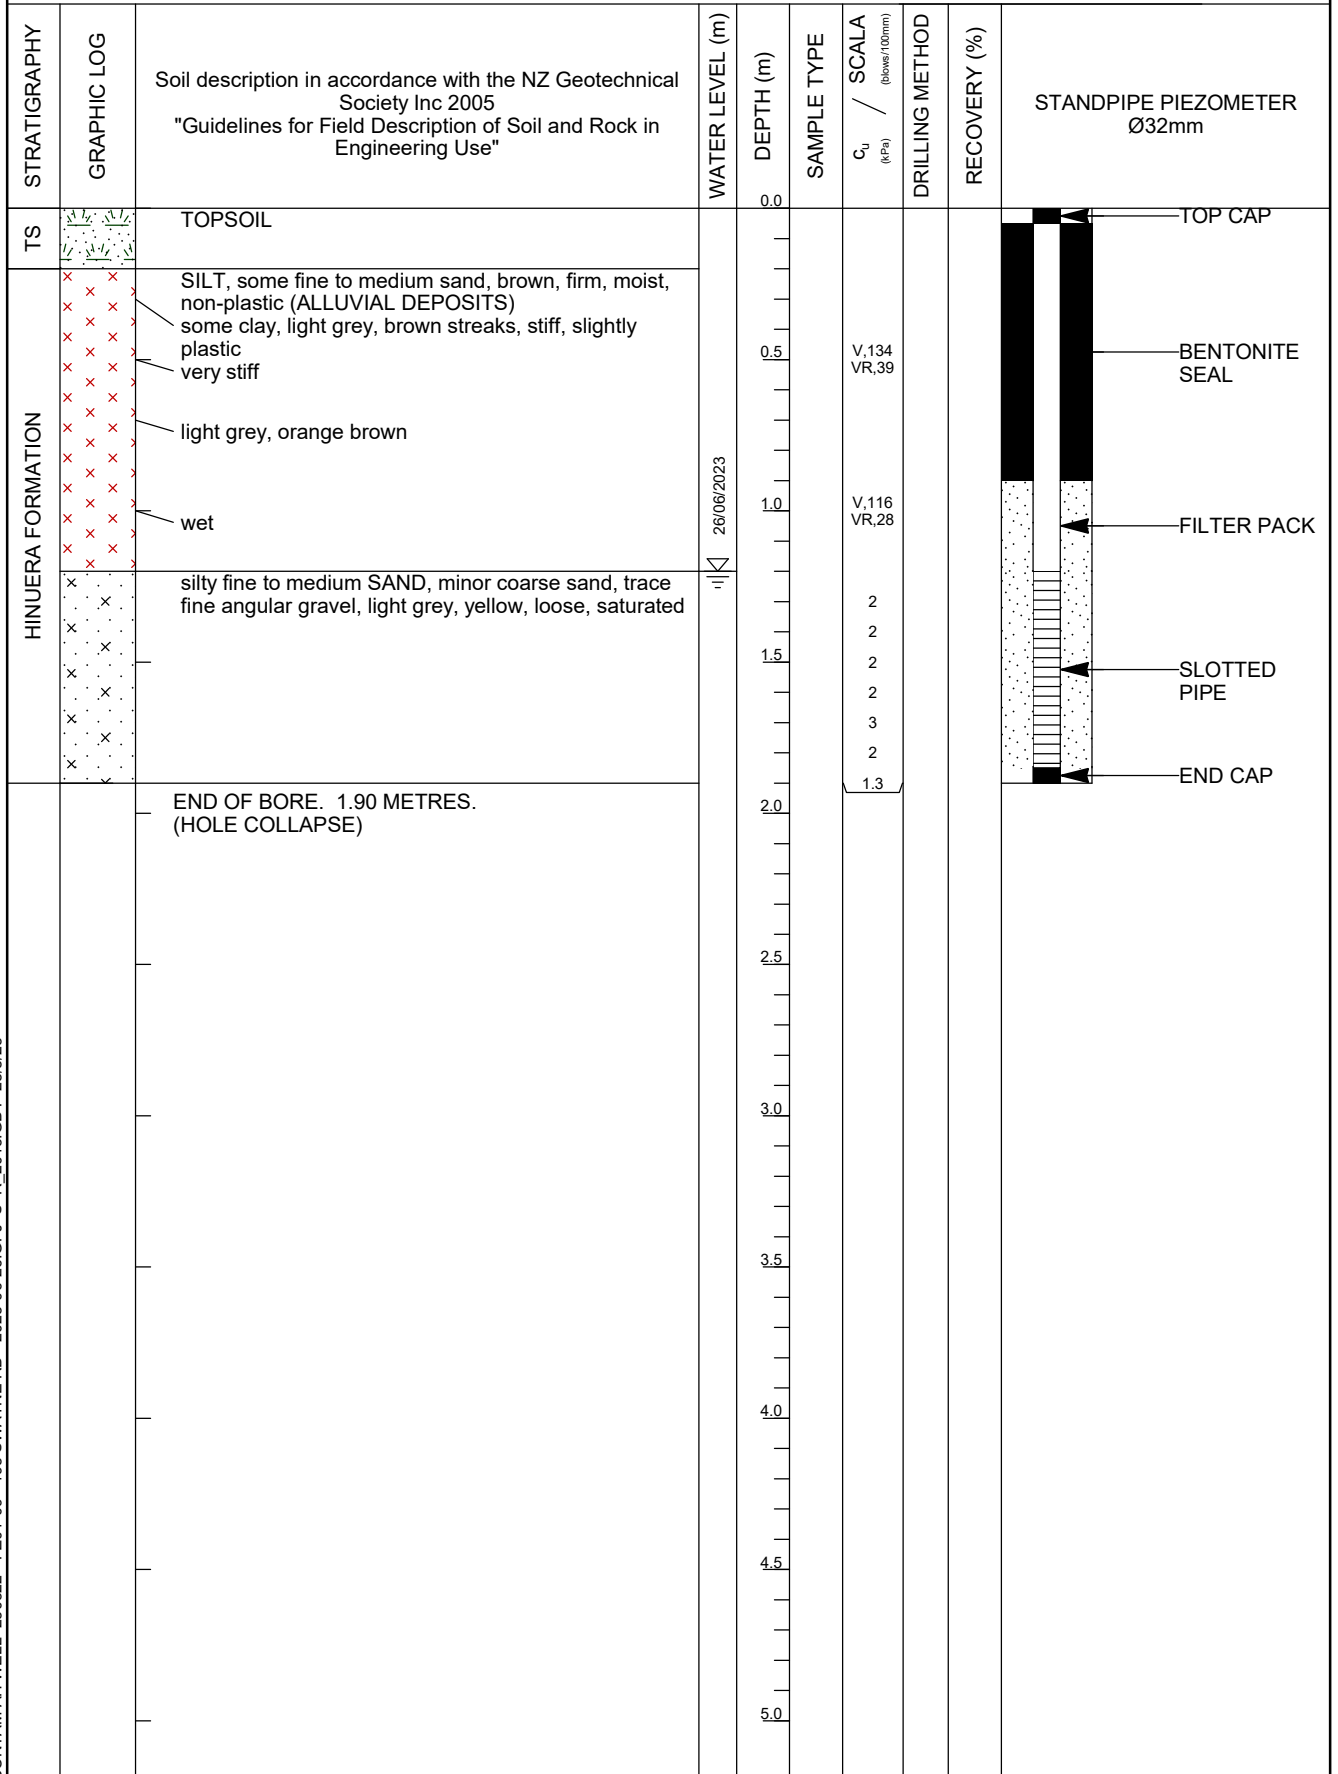 STRATIGRAPHY
GRAPHIC LOG
Soil description in accordance with the NZ Geotechnical
Society Inc 2005
"Guidelines for Field Description of Soil and Rock in
Engineering Use"
WATER LEVEL (m)
DEPTH (m)
SAMPLE TYPE
cu (kPa) / SCALA (blows/100mm)
DRILLING METHOD
RECOVERY (%)
STANDPIPE PIEZOMETER
Ø32mm
0.0
TS
TOPSOIL
TOP CAP
HINUERA FORMATION
SILT, some fine to medium sand, brown, firm, moist,
non-plastic (ALLUVIAL DEPOSITS)
some clay, light grey, brown streaks, stiff, slightly
plastic
very stiff
0.5
V,134
VR,39
BENTONITE
SEAL
light grey, orange brown
26/06/2023
wet
1.0
V,116
VR,28
FILTER PACK
silty fine to medium SAND, minor coarse sand, trace
fine angular gravel, light grey, yellow, loose, saturated
2
2
1.5
2
2
3
2
1.3
SLOTTED
PIPE
END CAP
END OF BORE. 1.90 METRES.
(HOLE COLLAPSE)
2.0
2.5
3.0
3.5
4.0
4.5
5.0